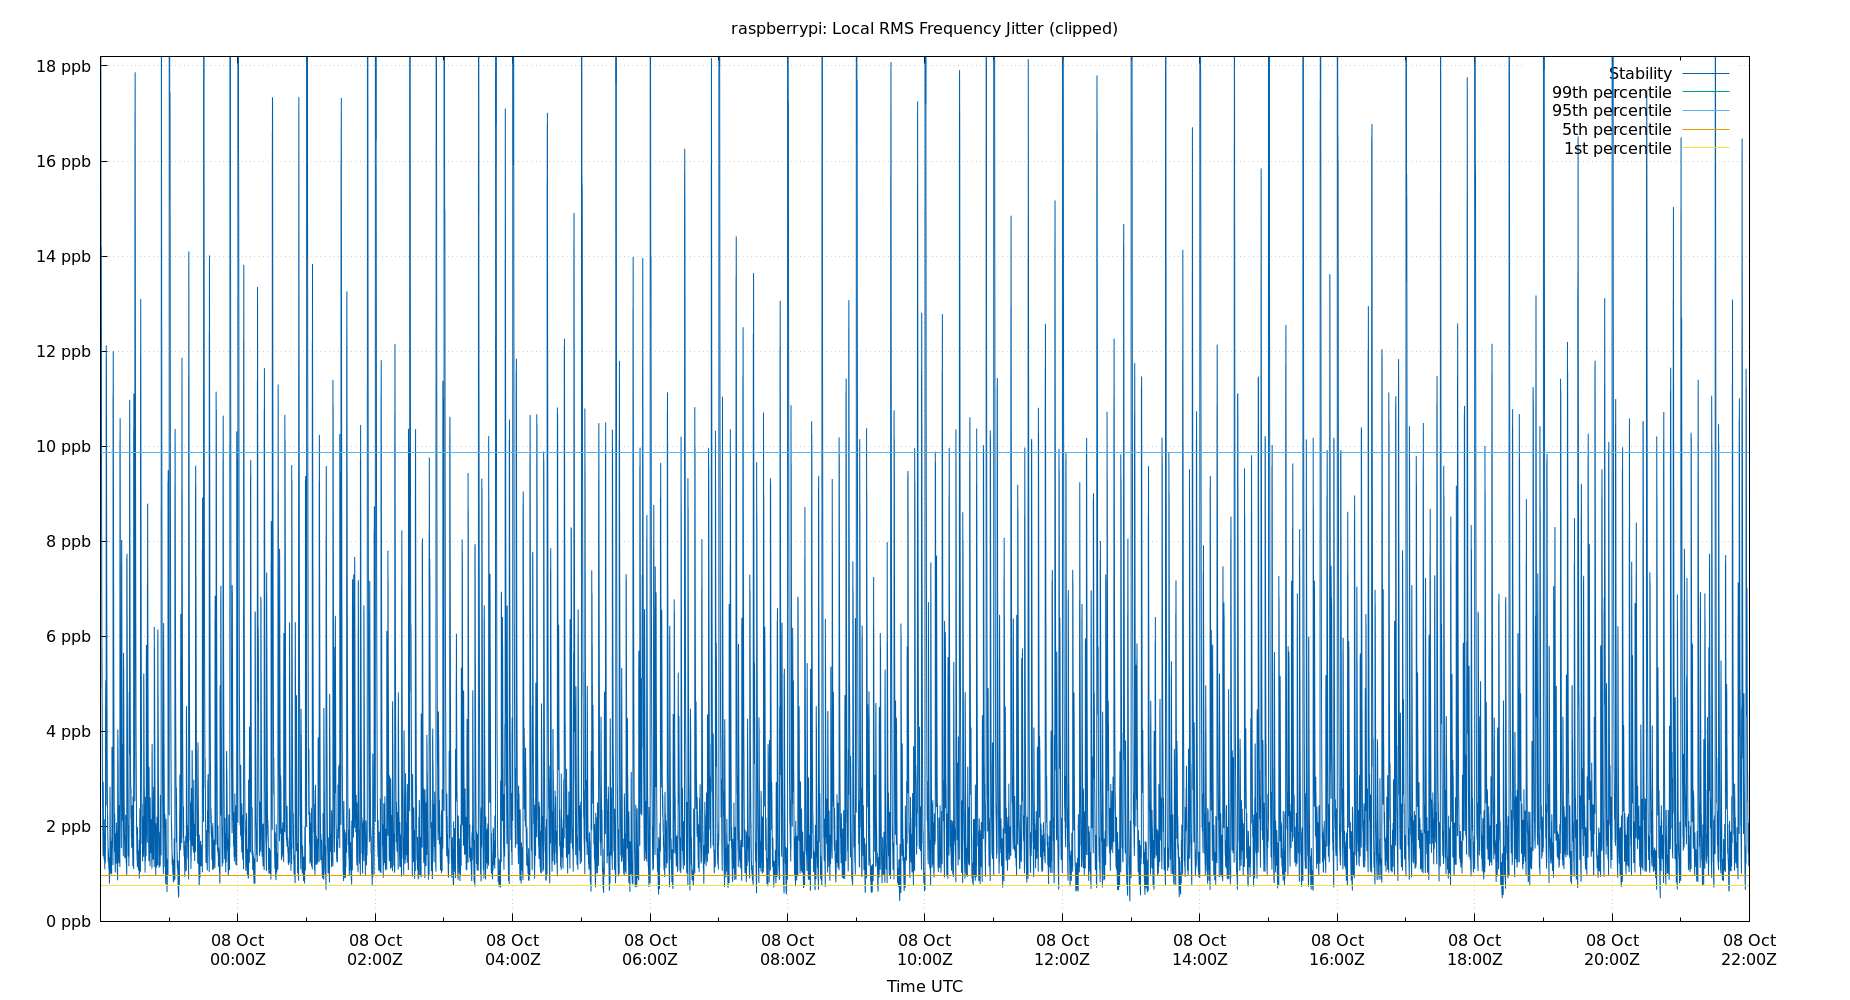 raspberrypi: Local RMS Frequency Jitter (clipped)
18 ppb
16 ppb
14 ppb
12 ppb
10 ppb
8 ppb
6 ppb
4 ppb
2 ppb
0 ppb
Stability
99th percentile
95th percentile
5th percentile
1st percentile
08 Oct 08 Oct 08 Oct 08 Oct 08 Oct 08 Oct 08 Oct 08 Oct 08 Oct 08 Oct 08 Oct 08 Oct
00:00Z 02:00Z 04:00Z 06:00Z 08:00Z 10:00Z 12:00Z 14:00Z 16:00Z 18:00Z 20:00Z 22:00Z
Time UTC